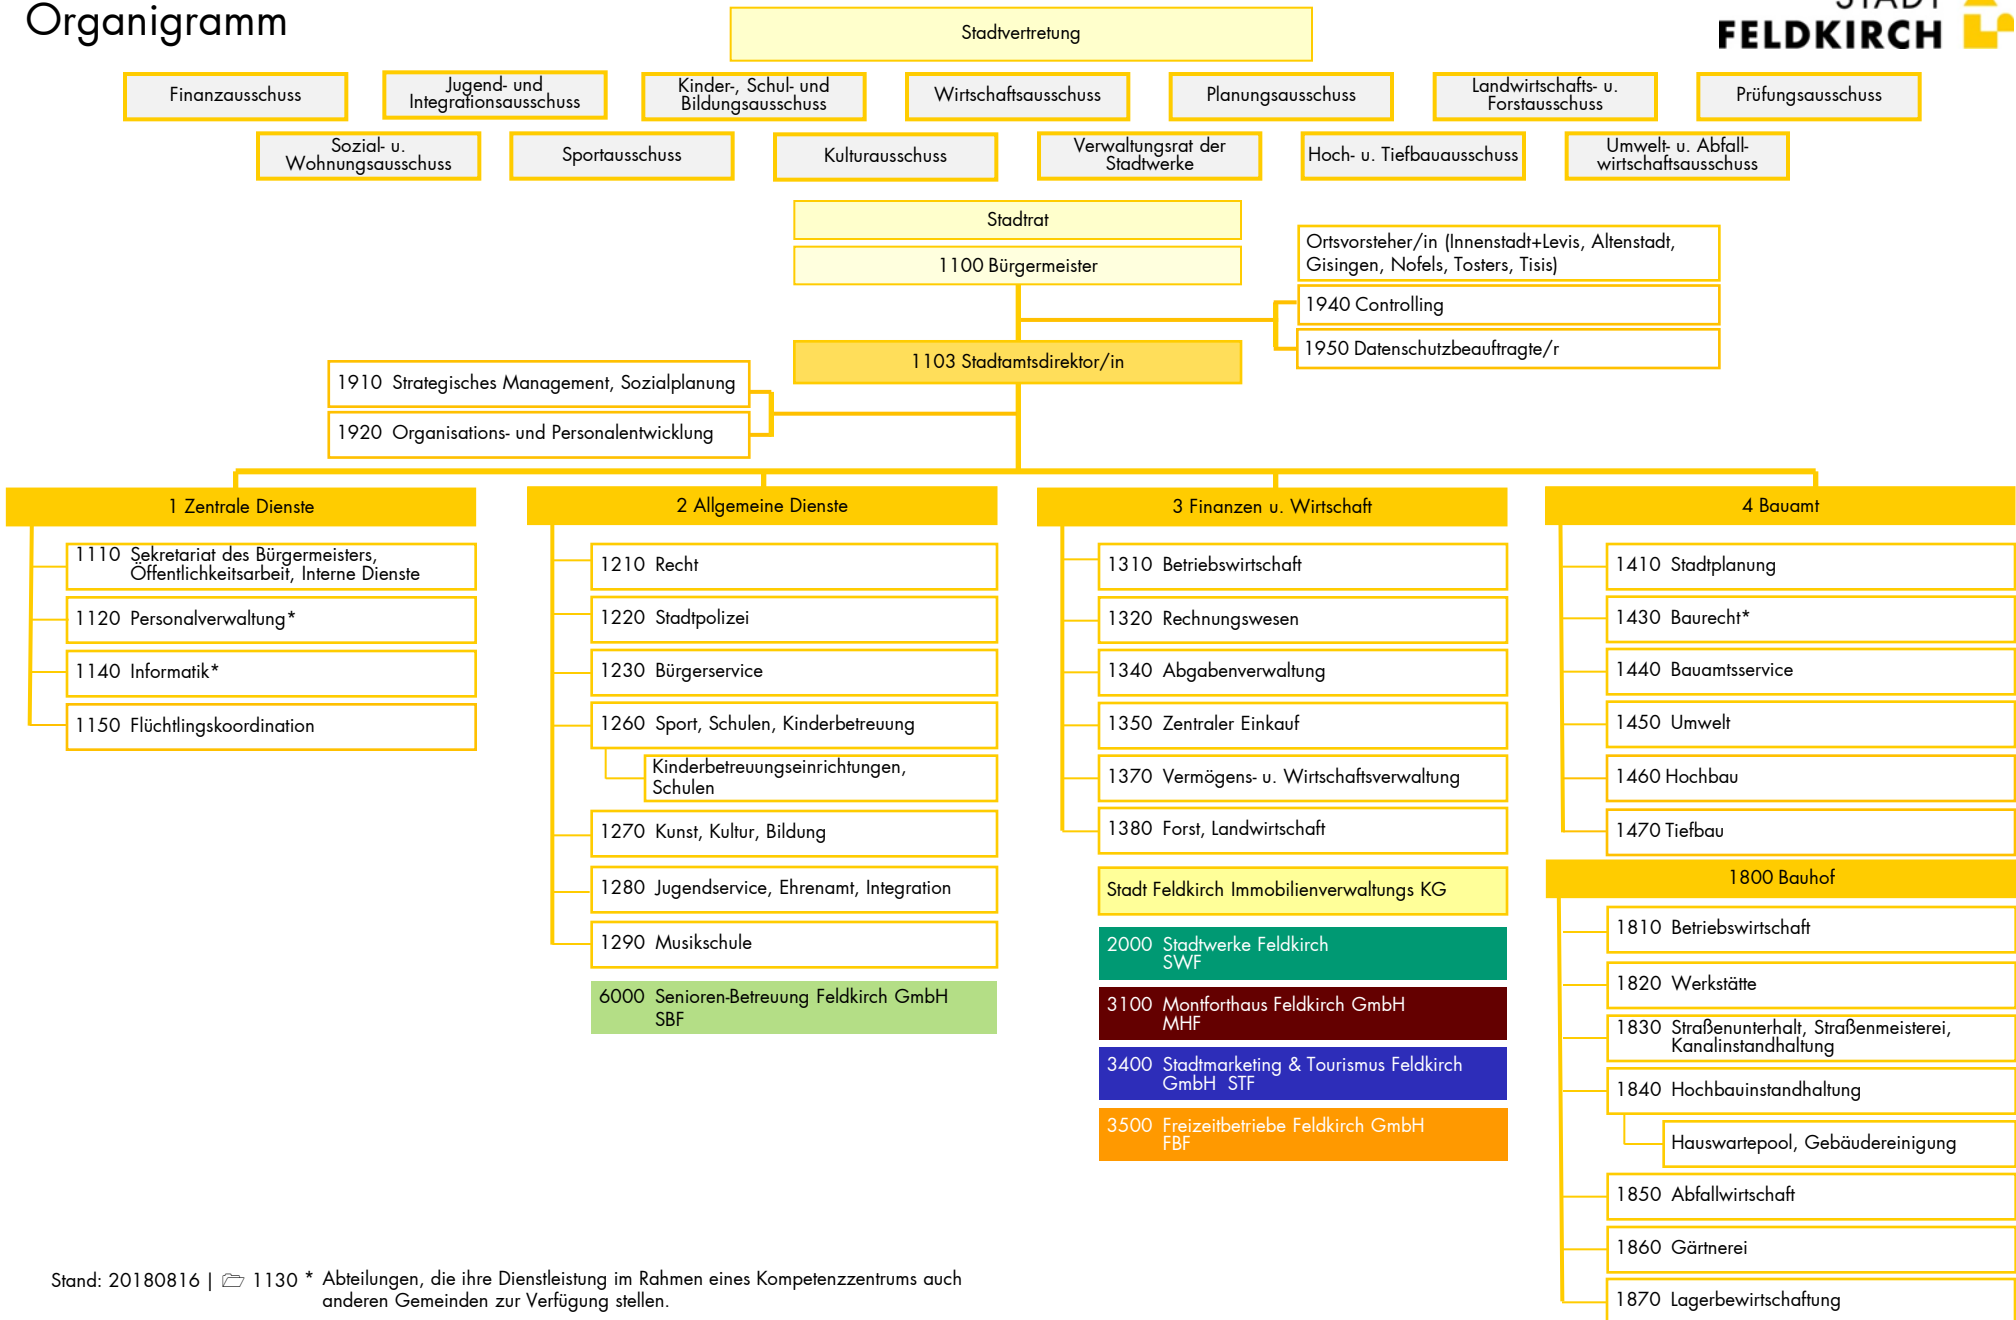 Organigramm
STADT
FELDKIRCH
Stadtvertretung
Finanzausschuss
Jugend- und
Integrationsausschuss
Kinder-, Schul- und
Bildungsausschuss
Wirtschaftsausschuss
Planungsausschuss
Landwirtschafts- u.
Forstausschuss
Prüfungsausschuss
Sozial- u.
Wohnungsausschuss
Sportausschuss
Kulturausschuss
Verwaltungsrat der
Stadtwerke
Hoch- u. Tiefbauausschuss
Umwelt- u. Abfall-
wirtschaftsausschuss
Stadtrat
1100 Bürgermeister
Ortsvorsteher/in (Innenstadt+Levis, Altenstadt,
Gisingen, Nofels, Tosters, Tisis)
1940 Controlling
1950 Datenschutzbeauftragte/r
1103 Stadtamtsdirektor/in
1910 Strategisches Management, Sozialplanung
1920 Organisations- und Personalentwicklung
1 Zentrale Dienste
1110 Sekretariat des Bürgermeisters,
Öffentlichkeitsarbeit, Interne Dienste
1120 Personalverwaltung*
1140 Informatik*
1150 Flüchtlingskoordination
2 Allgemeine Dienste
1210 Recht
1220 Stadtpolizei
1230 Bürgerservice
1260 Sport, Schulen, Kinderbetreuung
Kinderbetreuungseinrichtungen,
Schulen
1270 Kunst, Kultur, Bildung
1280 Jugendservice, Ehrenamt, Integration
1290 Musikschule
6000 Senioren-Betreuung Feldkirch GmbH
SBF
3 Finanzen u. Wirtschaft
1310 Betriebswirtschaft
1320 Rechnungswesen
1340 Abgabenverwaltung
1350 Zentraler Einkauf
1370 Vermögens- u. Wirtschaftsverwaltung
1380 Forst, Landwirtschaft
Stadt Feldkirch Immobilienverwaltungs KG
2000 Stadtwerke Feldkirch
SWF
3100 Montforthaus Feldkirch GmbH
MHF
3400 Stadtmarketing & Tourismus Feldkirch
GmbH STF
3500 Freizeitbetriebe Feldkirch GmbH
FBF
4 Bauamt
1410 Stadtplanung
1430 Baurecht*
1440 Bauamtsservice
1450 Umwelt
1460 Hochbau
1470 Tiefbau
1800 Bauhof
1810 Betriebswirtschaft
1820 Werkstätte
1830 Straßenunterhalt, Straßenmeisterei,
Kanalinstandhaltung
1840 Hochbauinstandhaltung
Hauswartepool, Gebäudereinigung
1850 Abfallwirtschaft
1860 Gärtnerei
1870 Lagerbewirtschaftung
Stand: 20180816 | 🗁 1130 * Abteilungen, die ihre Dienstleistung im Rahmen eines Kompetenzzentrums auch
anderen Gemeinden zur Verfügung stellen.